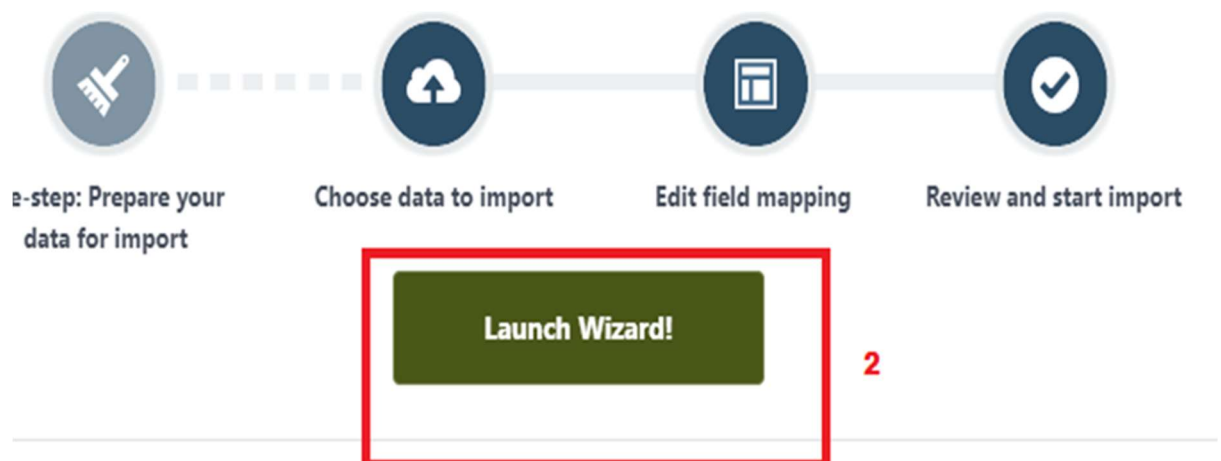 e-step: Prepare your
data for import
Choose data to import
Edit field mapping
Review and start import
Launch Wizard!
2